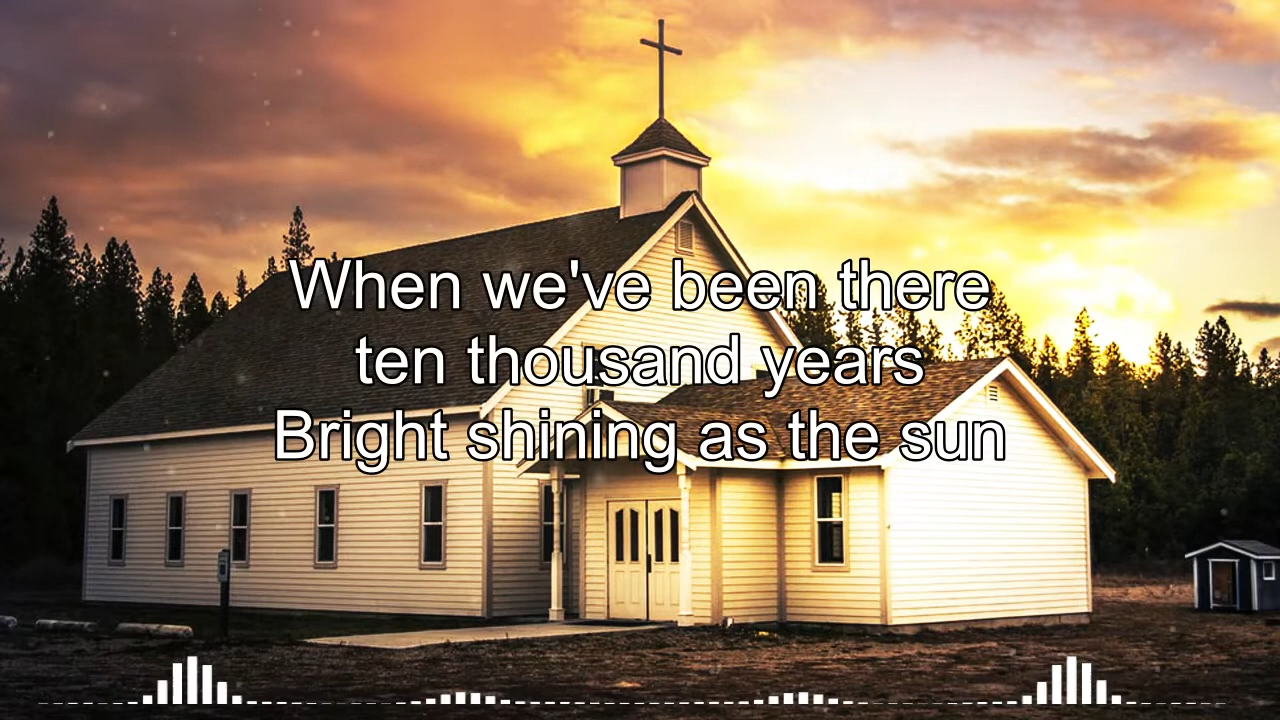 When we've been there
ten thousand years
Bright shining as the sun